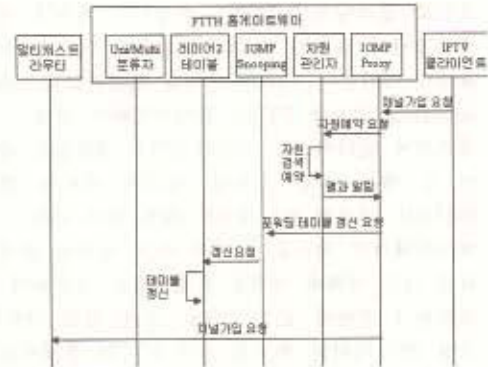 FTTH 홈게이트웨이
멀티캐스트
라우터
Uni/Multi
분류자
레이어2
테이블
IGMP
Snooping
자원
관리자
IGMP
Proxy
IPTV
클라이언트
채널가입 요청
자원예약 요청
자원
검색
예약
결과 알림
포워딩 테이블 갱신 요청
갱신요청
테이블
갱신
채널가입 요청